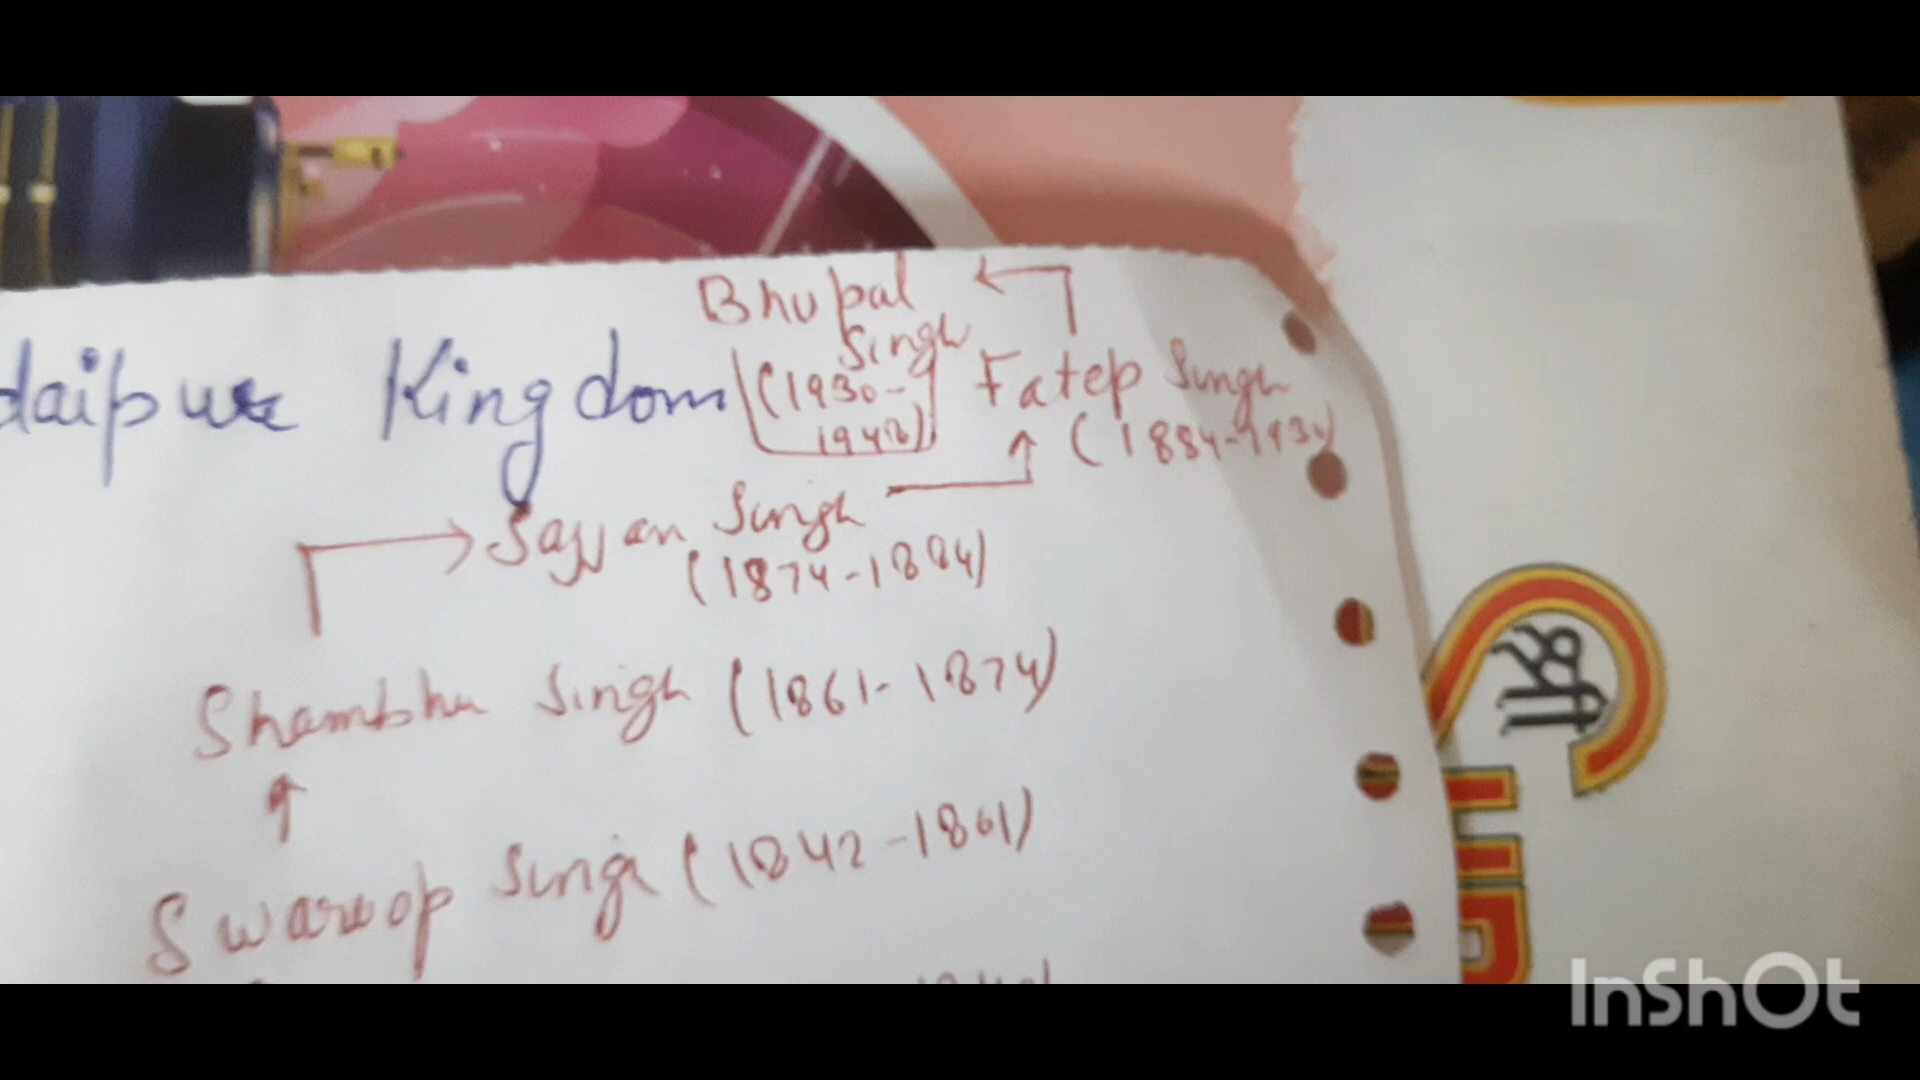 Bhupal
Singh
(1930-
1948)
daipur Kingdom
Fateh Singh
(1884-1930)
Sajjan Singh
(1874-1884)
Shambhu Singh (1861-1874)
Swaroop Singh (1842-1861)
श्री
InShOt